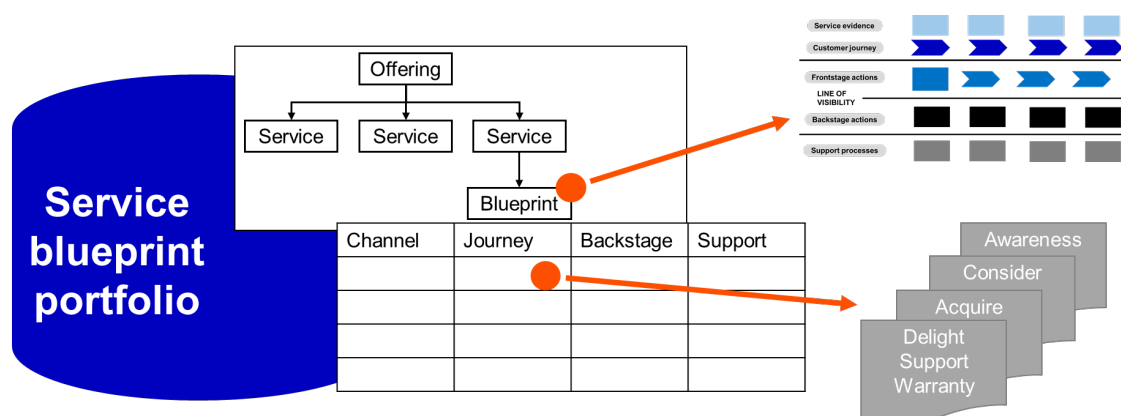 Service
blueprint
portfolio
Offering
Service
Service
Service
Blueprint
Channel
Journey
Backstage
Support
Service evidence
Customer journey
Frontstage actions
LINE OF
VISIBILITY
Backstage actions
Support processes
Awareness
Consider
Acquire
Delight
Support
Warranty